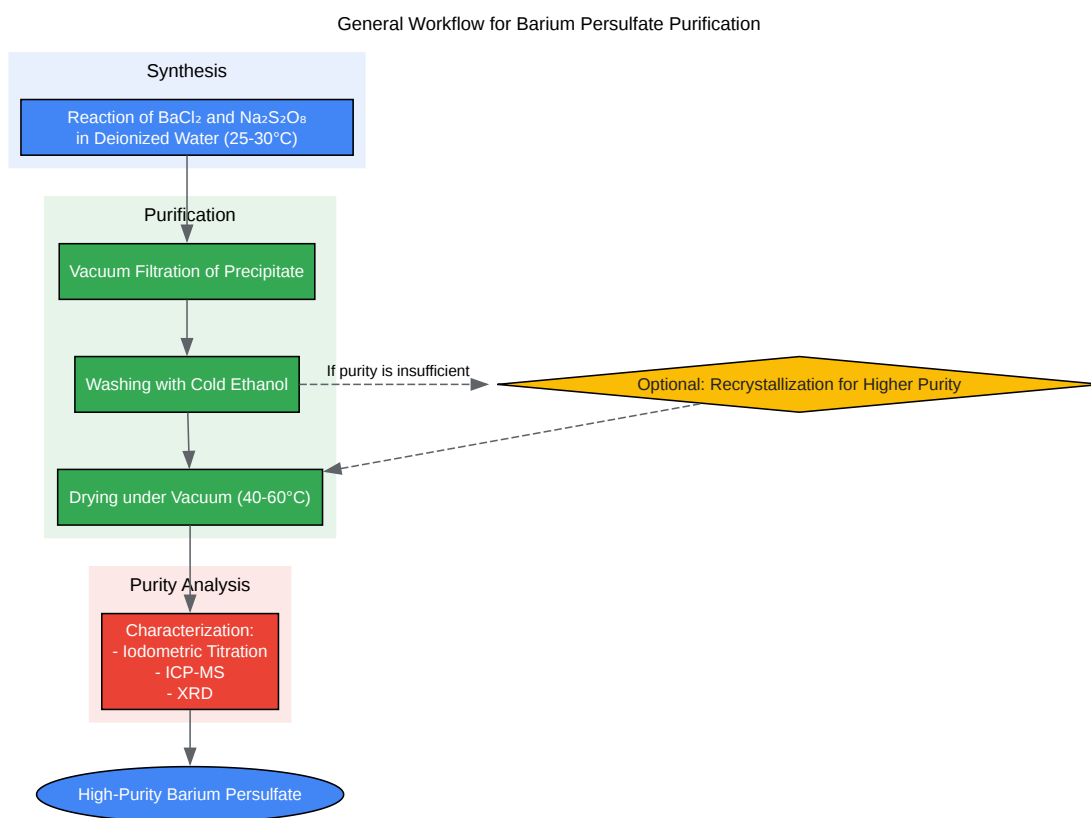 General Workflow for Barium Persulfate Purification
Synthesis
Reaction of BaCl₂ and Na₂S₂O₈
in Deionized Water (25-30°C)
Purification
Vacuum Filtration of Precipitate
Washing with Cold Ethanol
If purity is insufficient
Optional: Recrystallization for Higher Purity
Drying under Vacuum (40-60°C)
Purity Analysis
Characterization:
- Iodometric Titration
- ICP-MS
- XRD
High-Purity Barium Persulfate